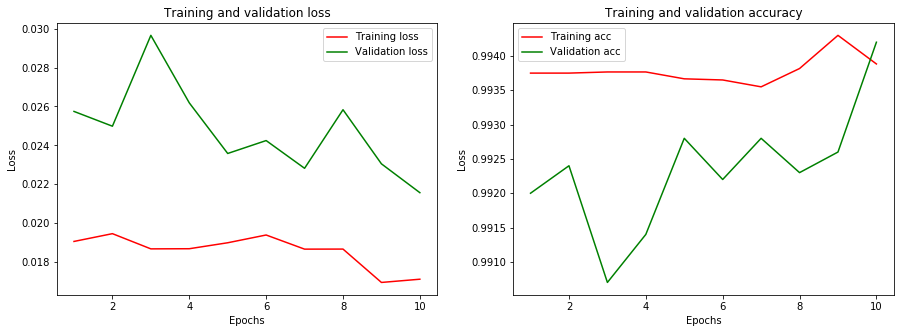 Training and validation loss
Training loss
Validation loss
0.030
0.028
0.026
0.024
0.022
0.020
0.018
Loss
2
4
6
8
10
Epochs
Training and validation accuracy
Training acc
Validation acc
0.9940
0.9935
0.9930
0.9925
0.9920
0.9915
0.9910
Loss
2
4
6
8
10
Epochs